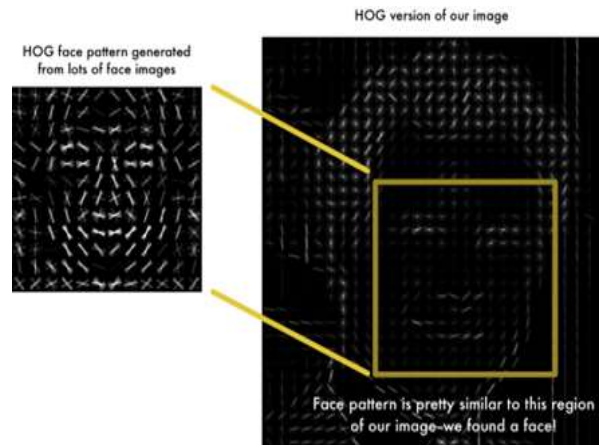 HOG version of our image
HOG face pattern generated
from lots of face images
Face pattern is pretty similar to this region
of our image-we found a face!